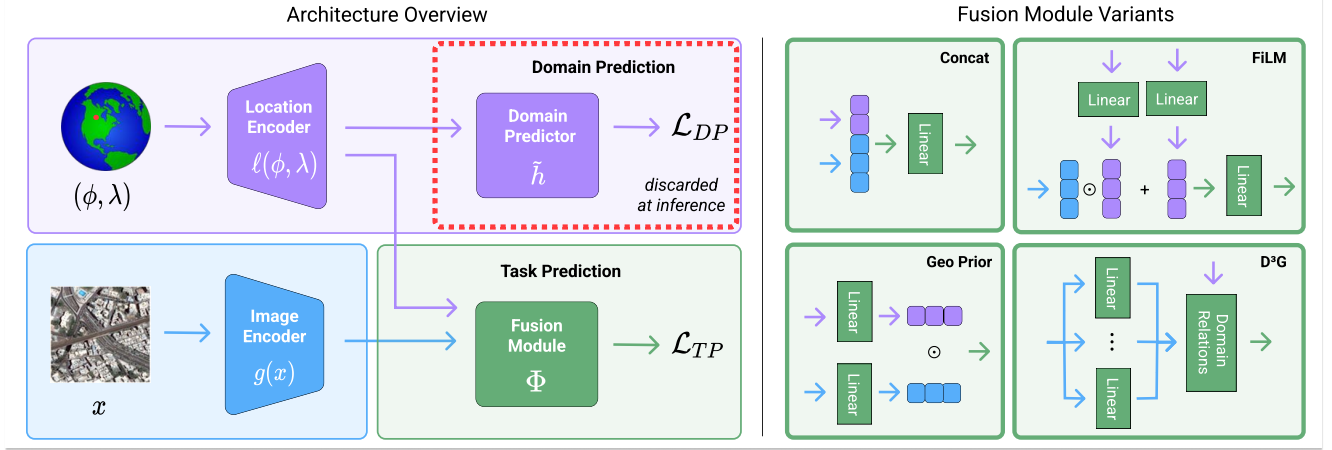 Architecture Overview
Fusion Module Variants
Domain Prediction
Location
Encoder
ℓ(ϕ, λ)
Domain
Predictor
h̃
ℒ_DP
discarded
at inference
(ϕ, λ)
Task Prediction
Image
Encoder
g(x)
Fusion
Module
Φ
ℒ_TP
x
Concat
Linear
FiLM
Linear
Linear
⊙
+
Linear
Geo Prior
Linear
⊙
Linear
D³G
Linear
...
Linear
Domain
Relations